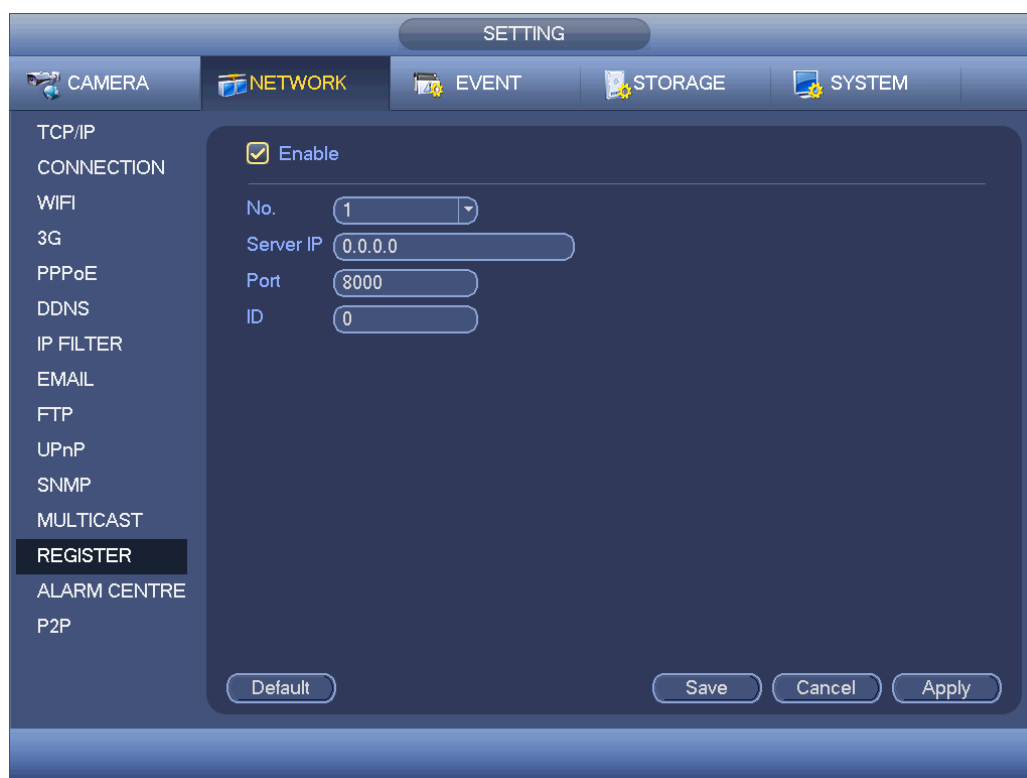 SETTING
CAMERA NETWORK EVENT STORAGE SYSTEM
TCP/IP
CONNECTION
WIFI
3G
PPPoE
DDNS
IP FILTER
EMAIL
FTP
UPnP
SNMP
MULTICAST
REGISTER
ALARM CENTRE
P2P
Enable
No. 1
Server IP 0.0.0.0
Port 8000
ID 0
Default Save Cancel Apply